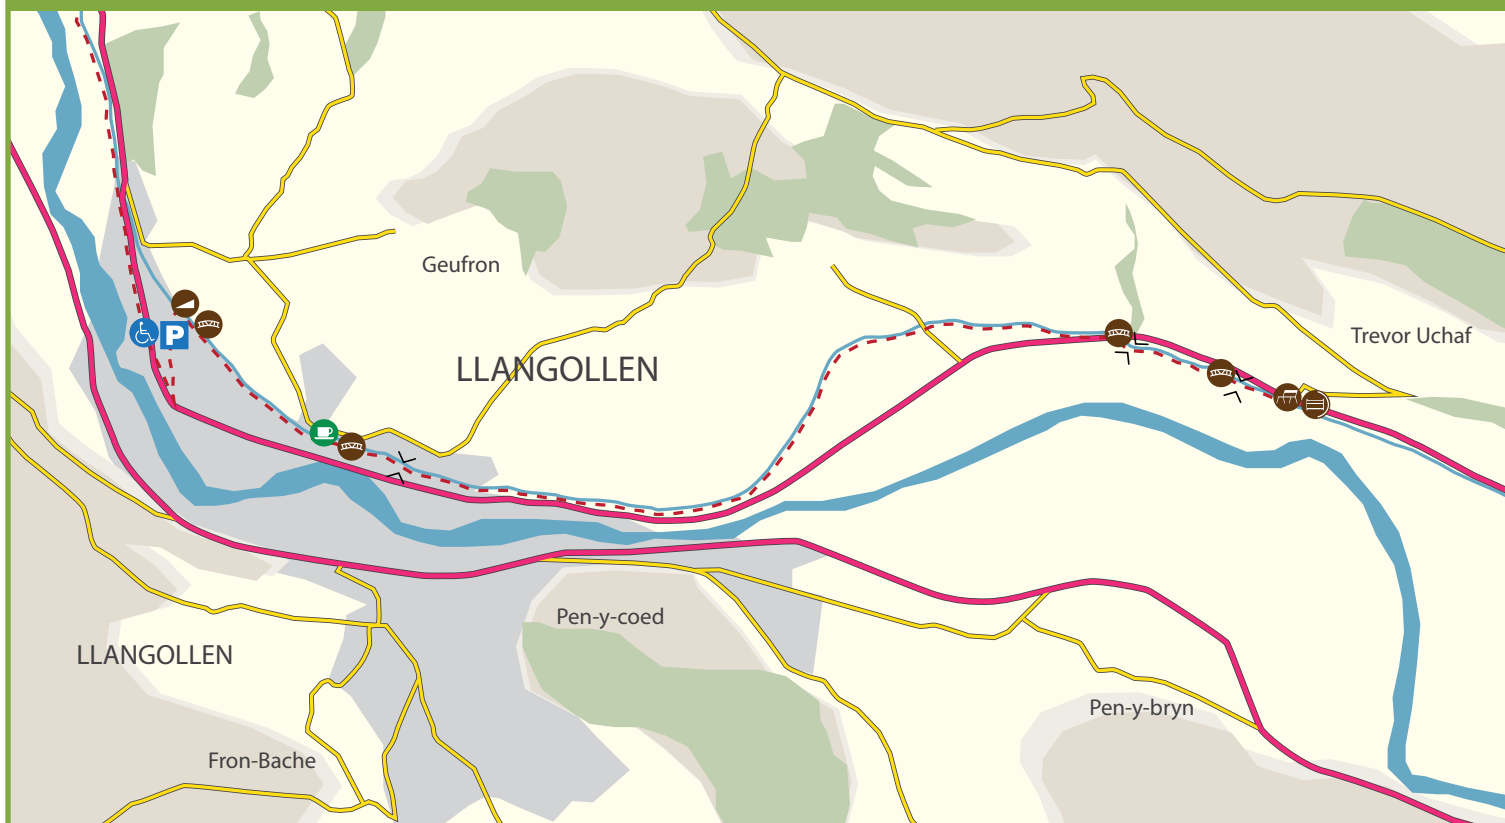 Geufron
Trevor Uchaf
LLANGOLLEN
P
Pen-y-coed
LLANGOLLEN
Pen-y-bryn
Fron-Bache